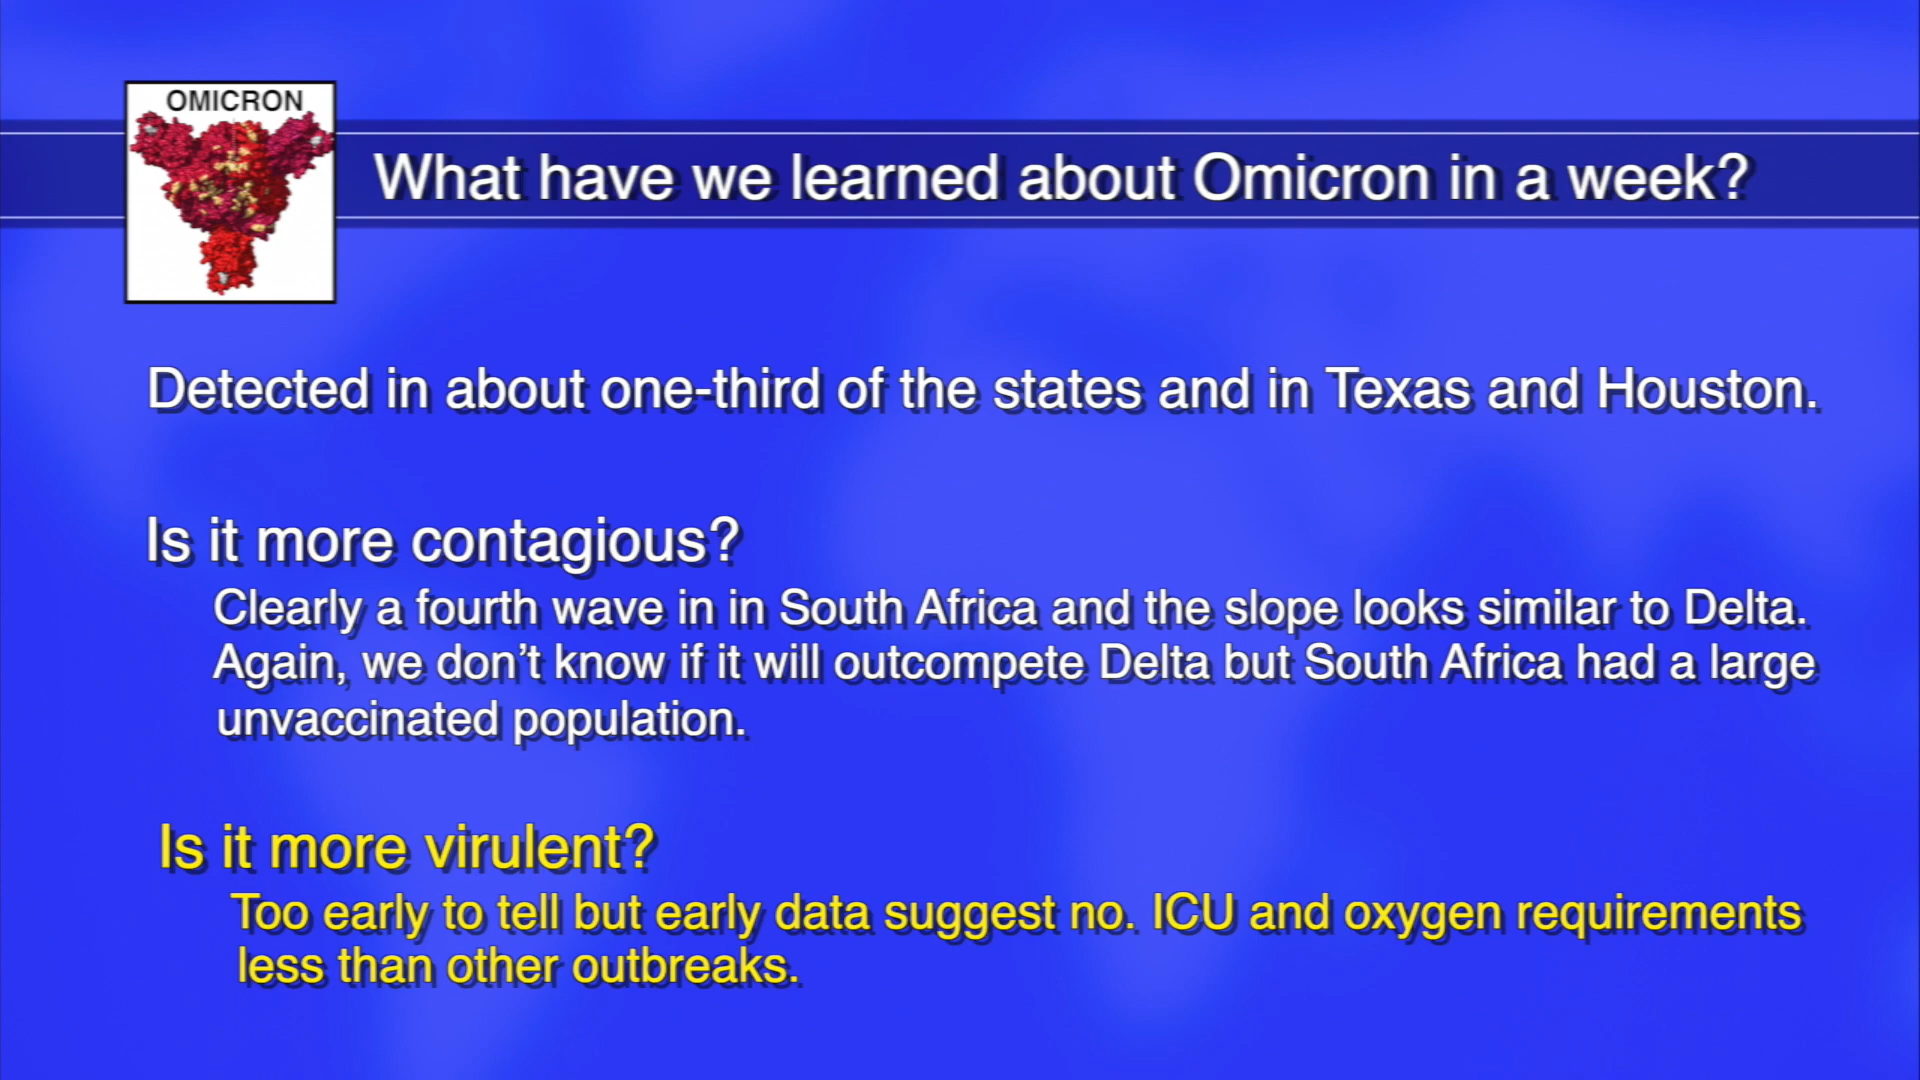 OMICRON
What have we learned about Omicron in a week?
Detected in about one-third of the states and in Texas and Houston.
Is it more contagious?
Clearly a fourth wave in in South Africa and the slope looks similar to Delta.
Again, we don’t know if it will outcompete Delta but South Africa had a large
unvaccinated population.
Is it more virulent?
Too early to tell but early data suggest no. ICU and oxygen requirements
less than other outbreaks.